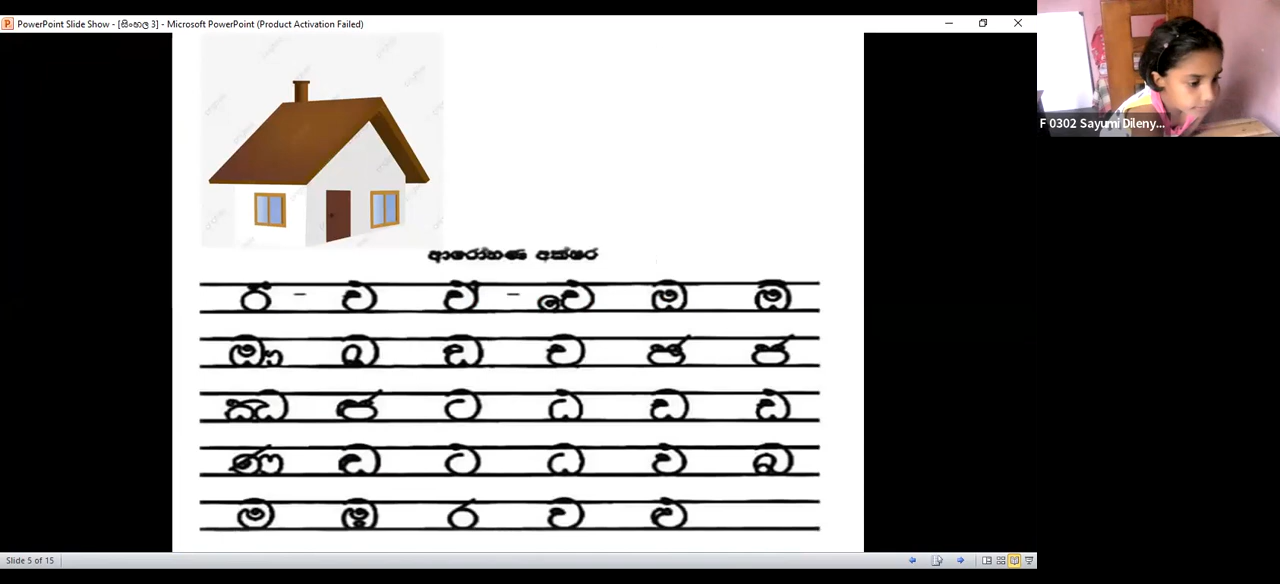 PowerPoint Slide Show - [සිංහල 3] - Microsoft PowerPoint (Product Activation Failed)
F 0302 Sayumi Dileny...
ආරෝහණ අක්ෂර
ඊ - ච ඒ - ඓ ඔ ඕ
ඖ ඛ ඩ ච ඡ ජ
ඣ ඦ ට ඨ ඩ ඪ
ණ ඬ ට ඨ ඵ ඛ
ම ඹ ර ව ළ
Slide 5 of 15